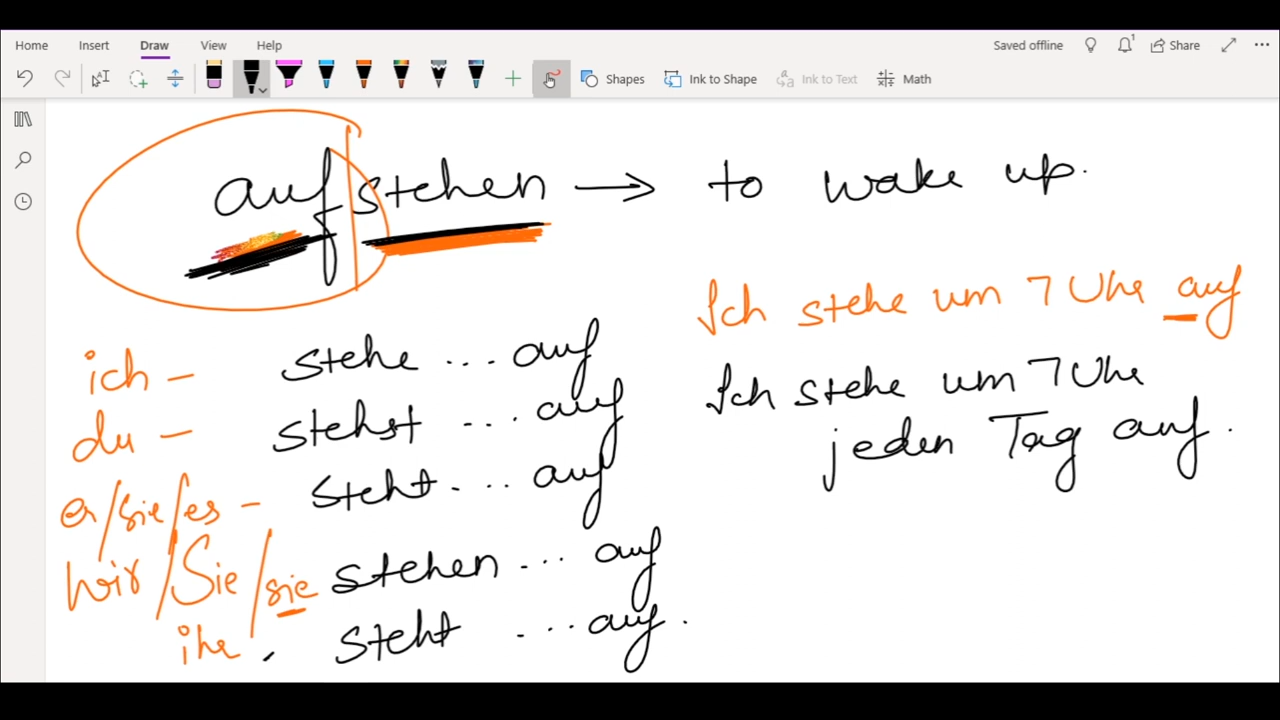 Home Insert Draw View Help Saved offline 1 Share
Shapes Ink to Shape Ink to Text Math
aufstehen → to wake up.
Ich stehe um 7 Uhr auf
Ich stehe um 7 Uhr
jeden Tag auf.
ich - stehe ... auf
du - stehst ... auf
er/sie/es - steht ... auf
wir/Sie/sie stehen ... auf
ihr, steht ... auf.